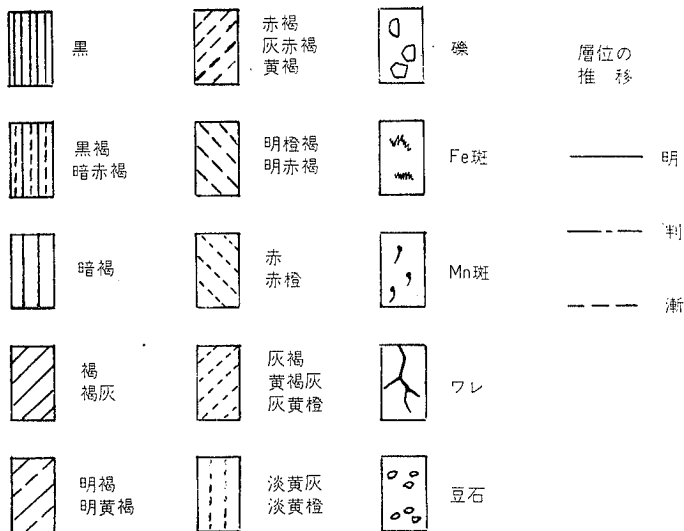 黒
黒褐
暗赤褐
暗褐
褐
褐灰
明褐
明黄褐
赤褐
灰赤褐
黄褐
明橙褐
明赤褐
赤
赤橙
灰褐
黄褐灰
灰黄橙
淡黄灰
淡黄橙
礫
Fe斑
Mn斑
ワレ
豆石
層位の
推移
明
判
漸